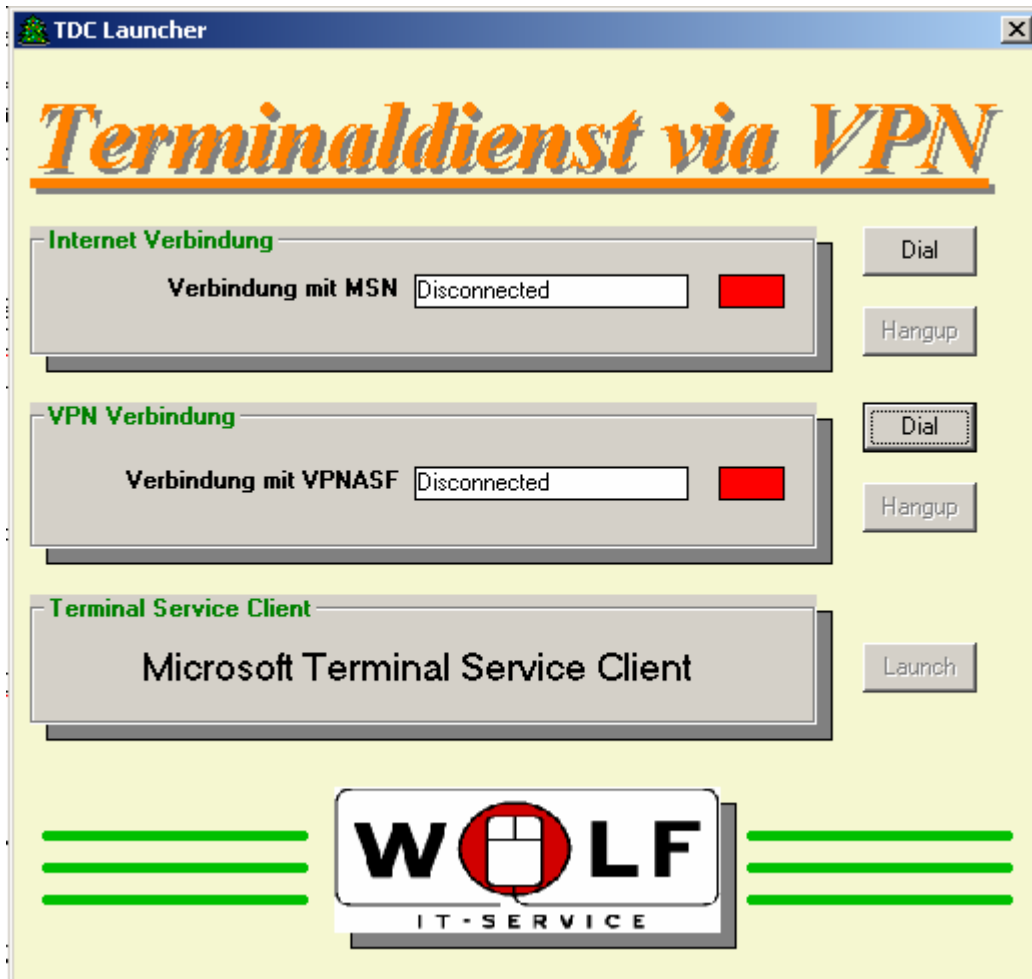 TDC Launcher
Terminaldienst via VPN
Internet Verbindung
Verbindung mit MSN Disconnected
Dial
Hangup
VPN Verbindung
Verbindung mit VPNASF Disconnected
Dial
Hangup
Terminal Service Client
Microsoft Terminal Service Client
Launch
WOLF
IT-SERVICE